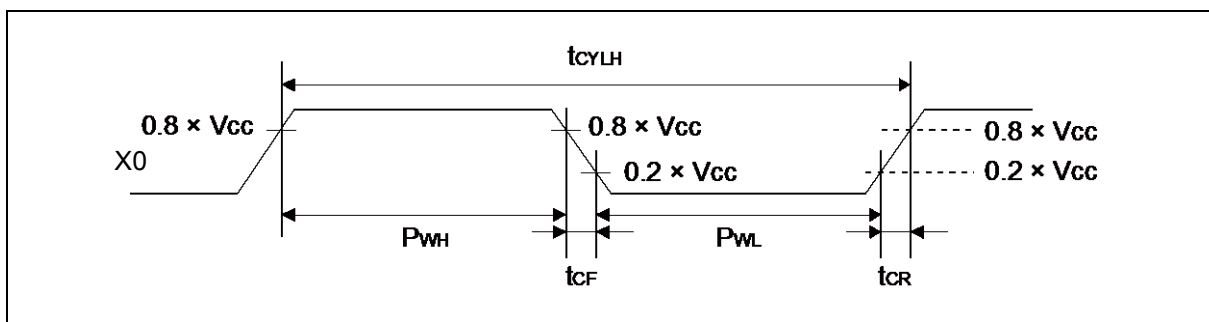 tCYLH
0.8 × VCC
0.8 × VCC
0.8 × VCC
X0
0.2 × VCC
0.2 × VCC
PWH
PWL
tCF
tCR